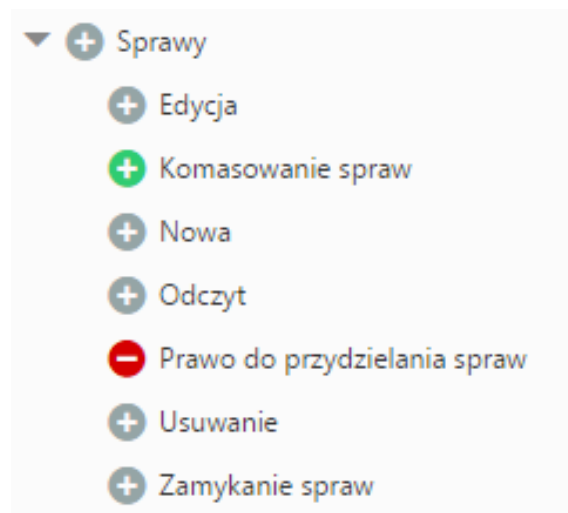 Sprawy
Edycja
Komasowanie spraw
Nowa
Odczyt
Prawo do przydzielania spraw
Usuwanie
Zamykanie spraw